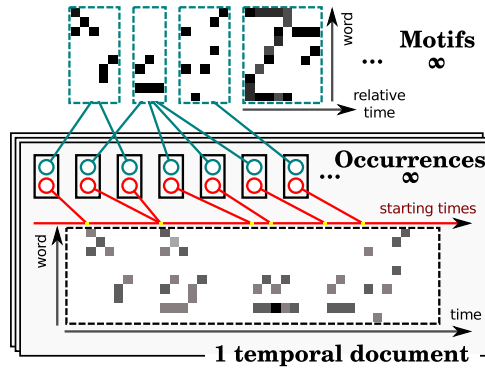 word
Motifs
... ∞
relative
time
Occurrences
... ∞
starting times
word
time
1 temporal document